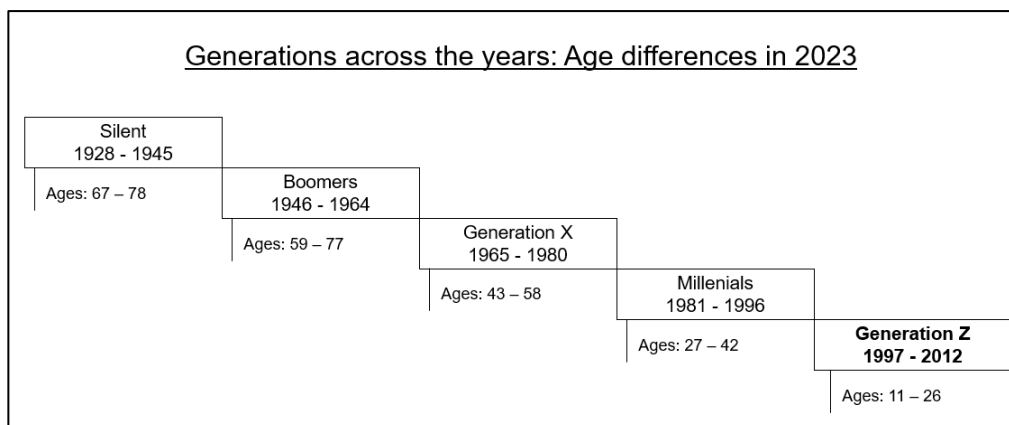 Generations across the years: Age differences in 2023
Silent
1928 - 1945
Ages: 67 – 78
Boomers
1946 - 1964
Ages: 59 – 77
Generation X
1965 - 1980
Ages: 43 – 58
Millenials
1981 - 1996
Ages: 27 – 42
Generation Z
1997 - 2012
Ages: 11 – 26